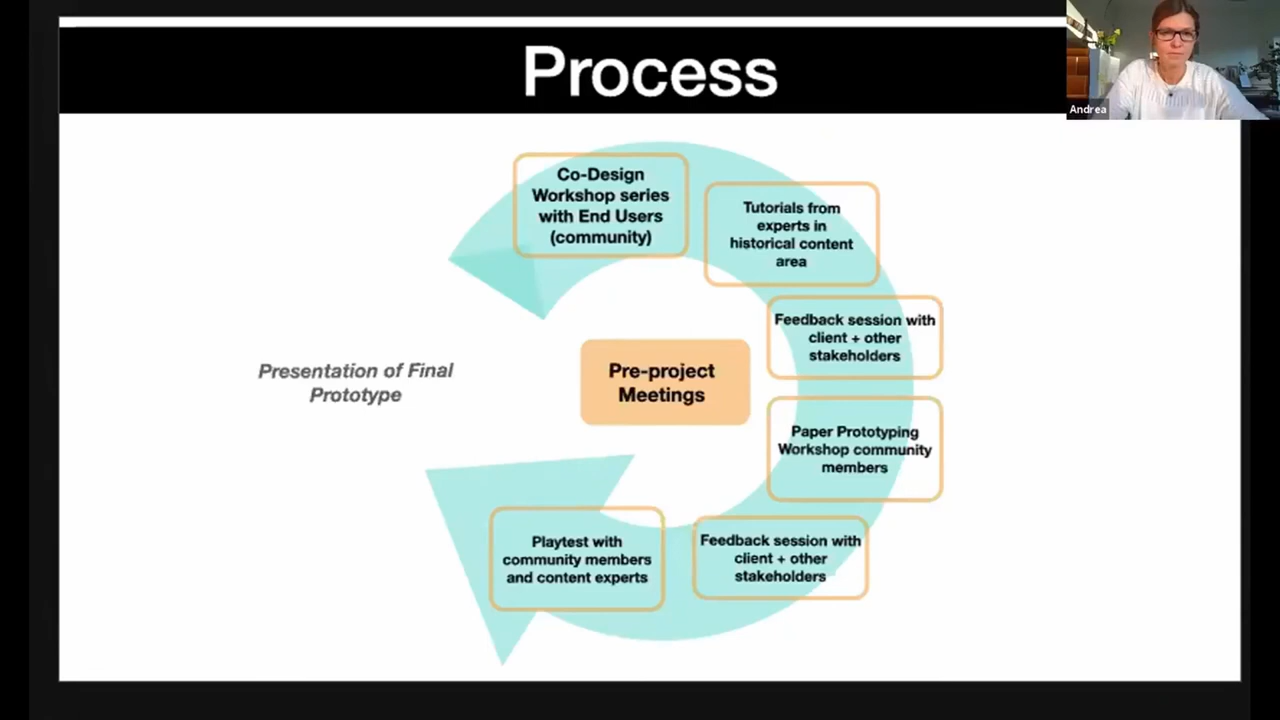 Process
Andrea
Co-Design
Workshop series
with End Users
(community)
Tutorials from
experts in
historical content
area
Feedback session with
client + other
stakeholders
Paper Prototyping
Workshop community
members
Feedback session with
client + other
stakeholders
Playtest with
community members
and content experts
Presentation of Final
Prototype
Pre-project
Meetings